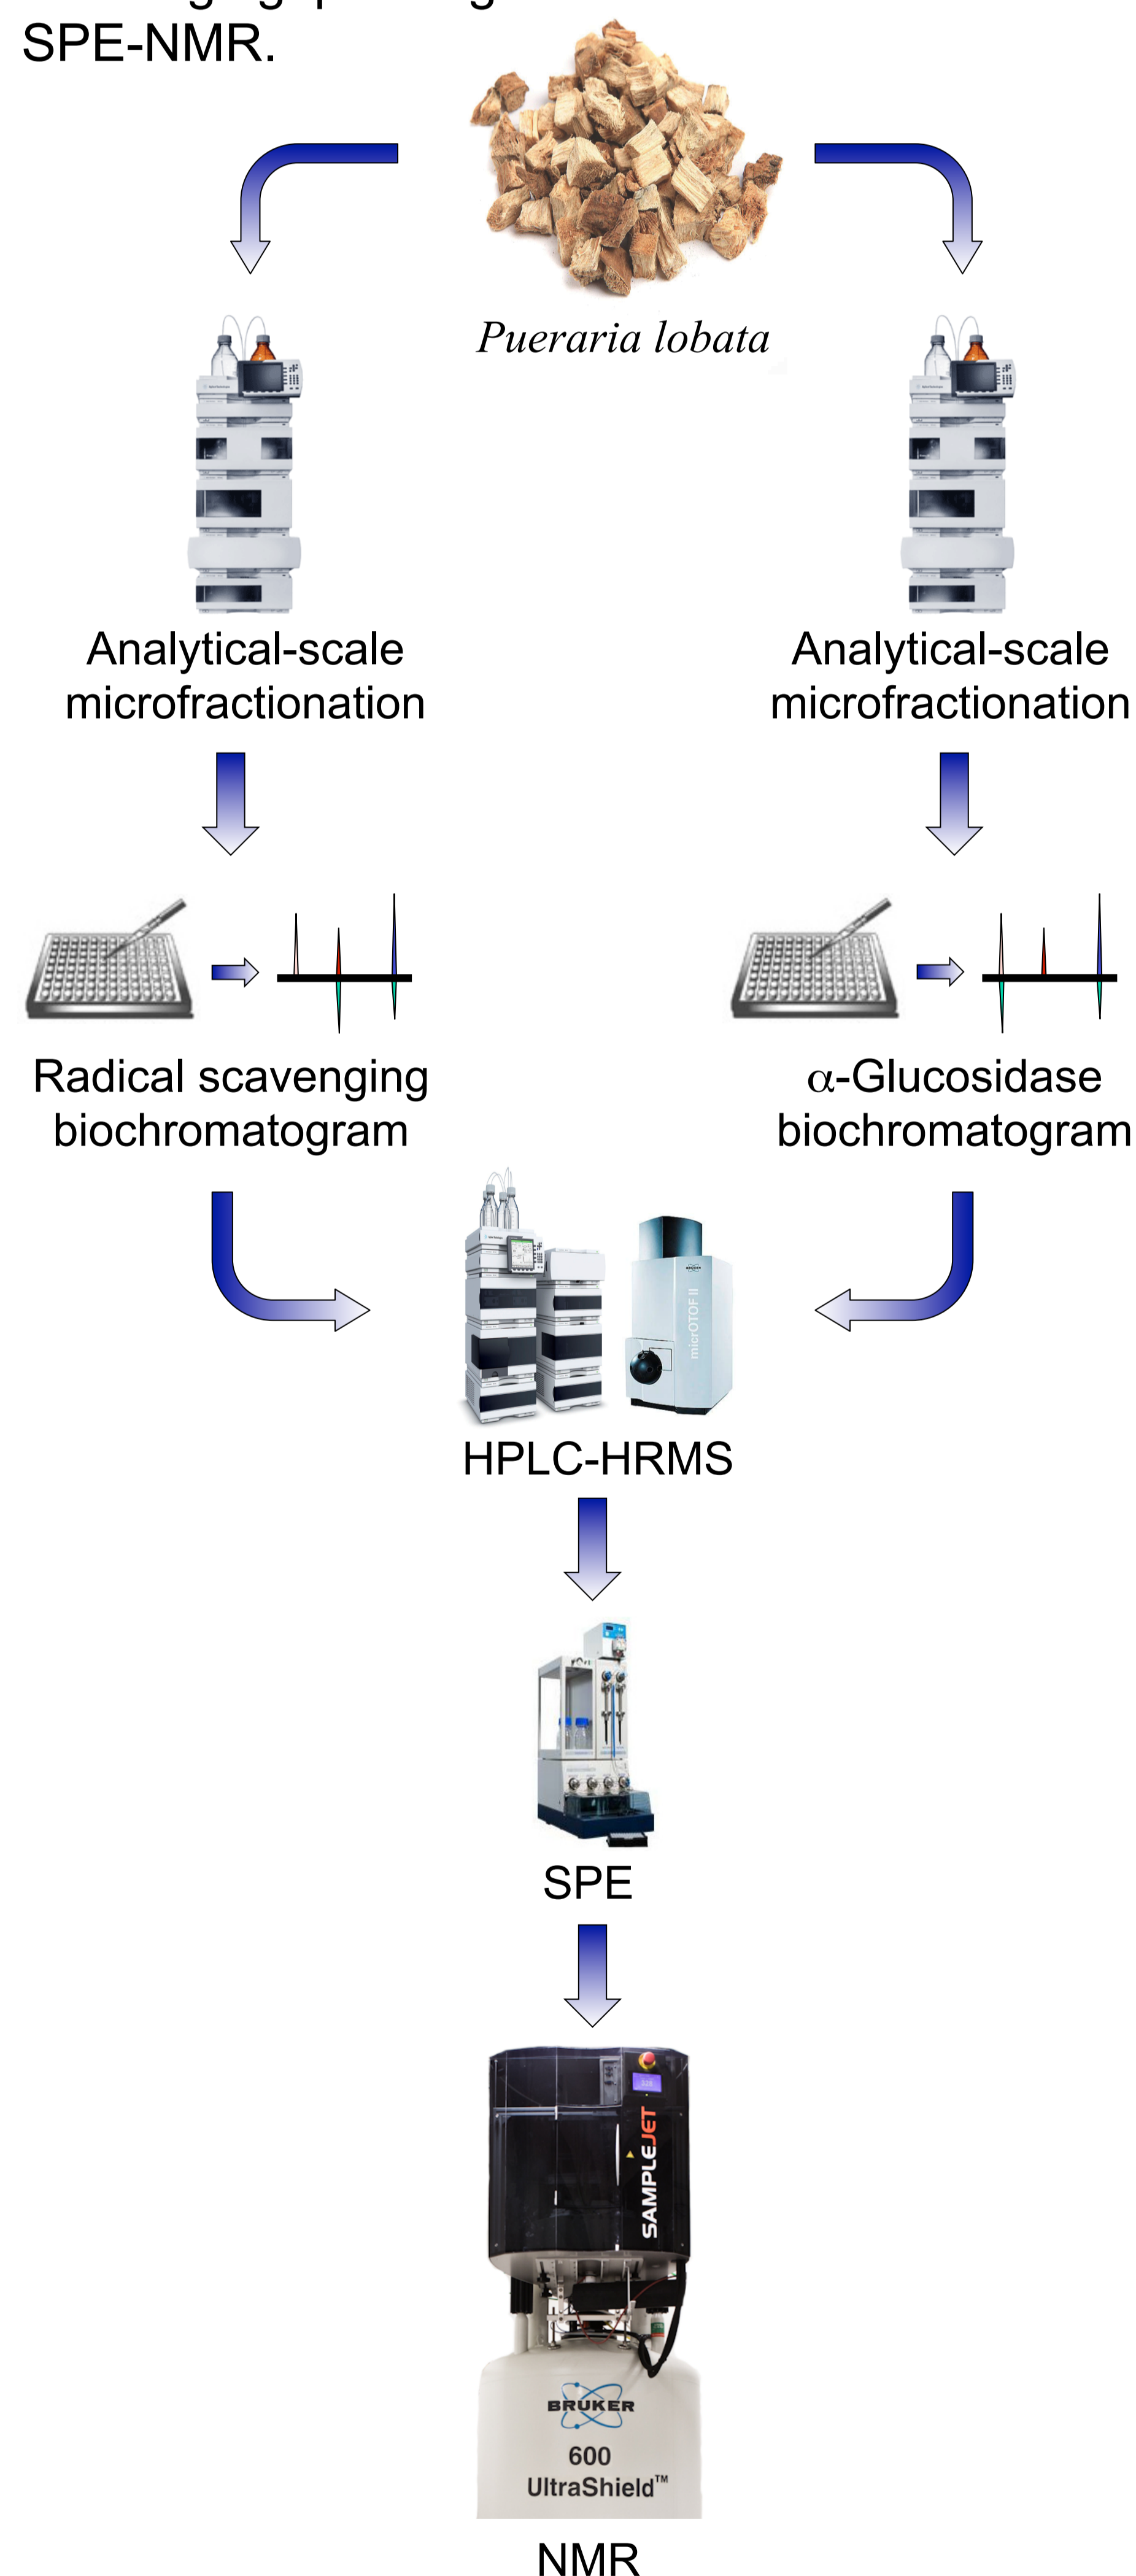 SPE-NMR.
Pueraria lobata
Analytical-scale
microfractionation
Analytical-scale
microfractionation
Radical scavenging
biochromatogram
α-Glucosidase
biochromatogram
BRUKER
micrOTOF II
HPLC-HRMS
SPE
SAMPLEJET
BRUKER
600
UltraShield™
NMR